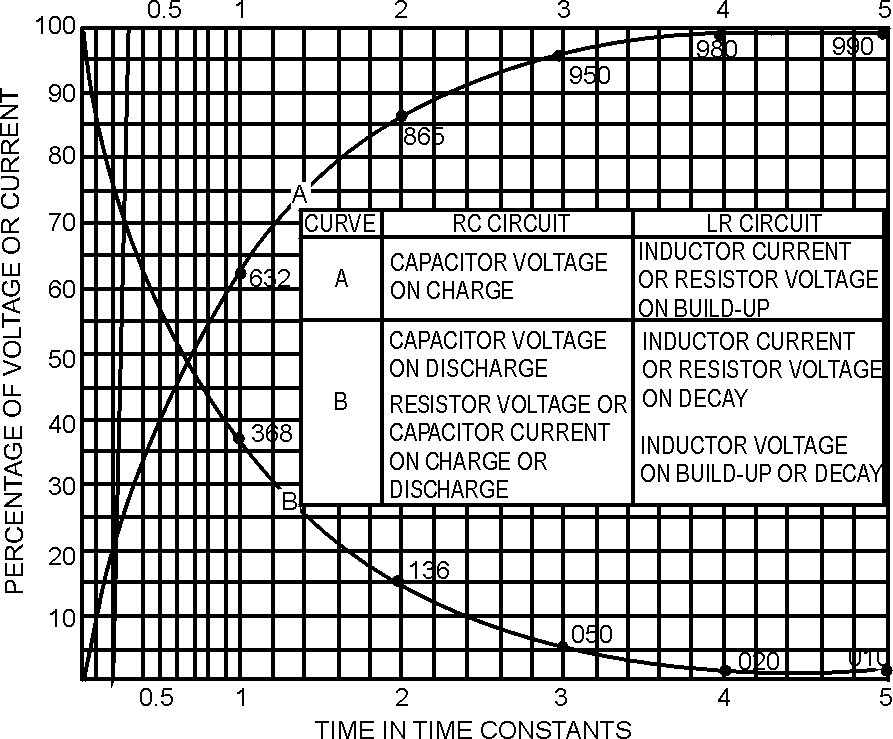 0.5 1 2 3 4 5
100
90
80
70
60
50
40
30
20
10
PERCENTAGE OF VOLTAGE OR CURRENT
980
990
950
865
A
632
368
B
136
050
020
010
CURVE RC CIRCUIT LR CIRCUIT
A
CAPACITOR VOLTAGE
ON CHARGE
INDUCTOR CURRENT
OR RESISTOR VOLTAGE
ON BUILD-UP
B
CAPACITOR VOLTAGE
ON DISCHARGE
RESISTOR VOLTAGE OR
CAPACITOR CURRENT
ON CHARGE OR
DISCHARGE
INDUCTOR CURRENT
OR RESISTOR VOLTAGE
ON DECAY
INDUCTOR VOLTAGE
ON BUILD-UP OR DECAY
0.5 1 2 3 4 5
TIME IN TIME CONSTANTS